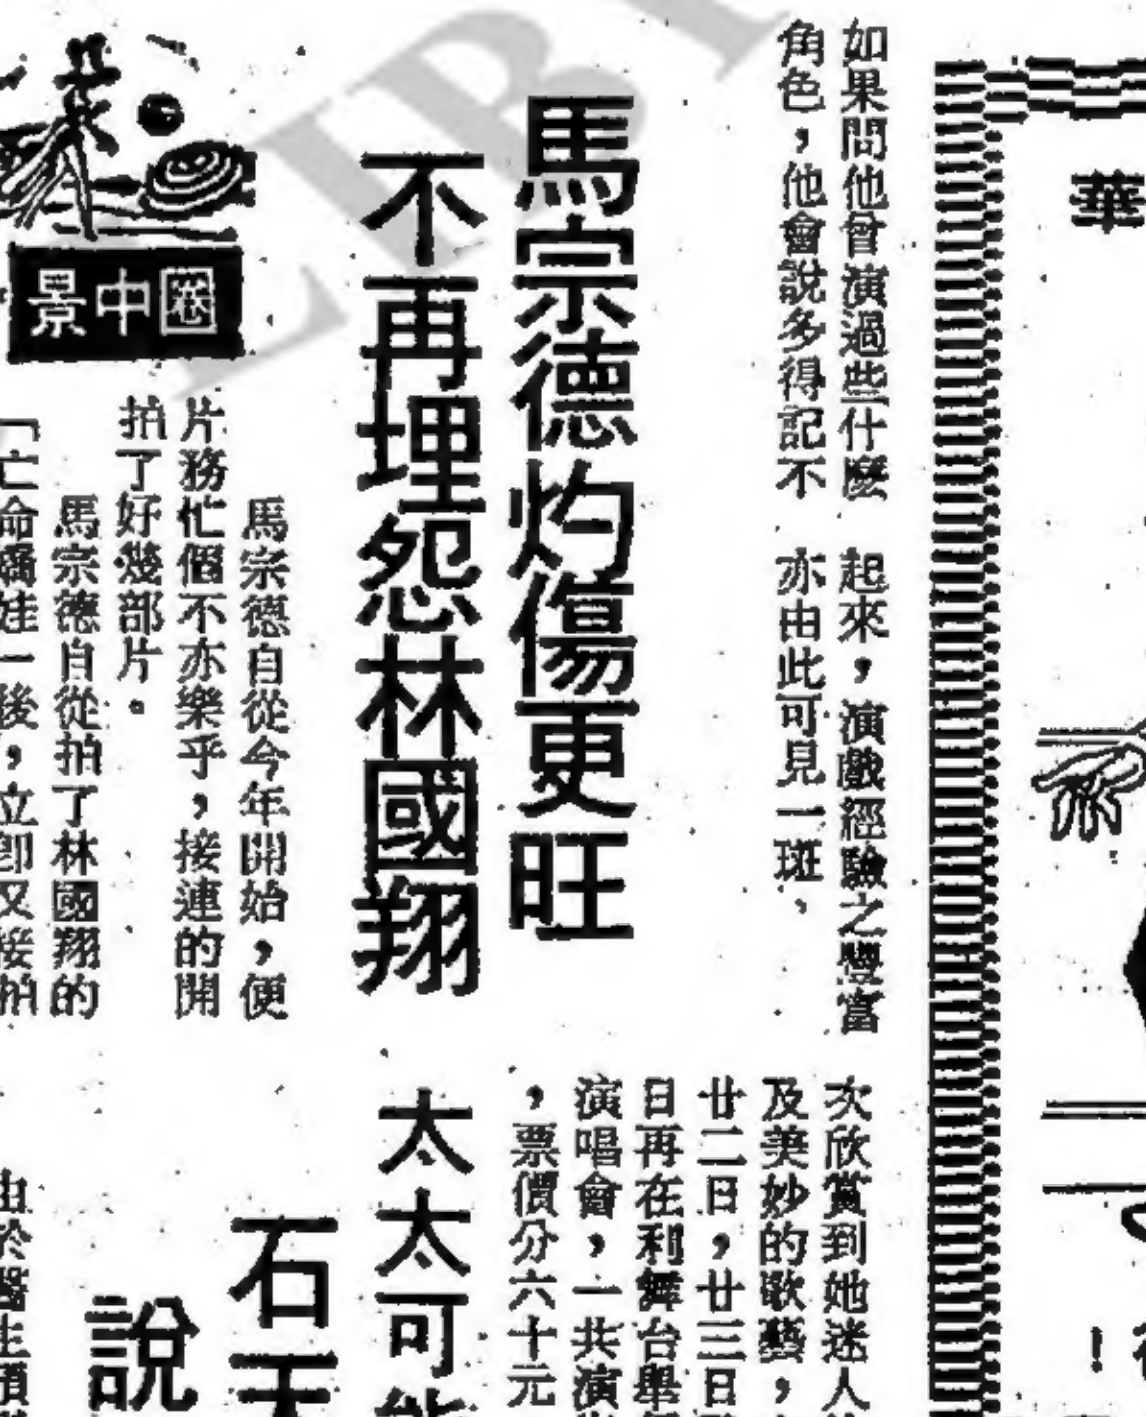 華
如果問他曾演過些什麼
角色，他會說多得記不
起來，演戲經驗之豐富
亦由此可見一斑，
馬宗德灼傷更旺
不再埋怨林國翔
圈中景
馬宗德自從今年開始，便
片務忙個不亦樂乎，接連的開
拍了好幾部片。
馬宗德自從拍了林國翔的
「亡命嬌娃一後，立即又接拍
次欣賞到她迷人
及美妙的歌藝，
廿二日，廿三日
日再在利舞台舉
演唱會，一共演
，票價分六十元
太太可能
石天
說
由於醫生預
！